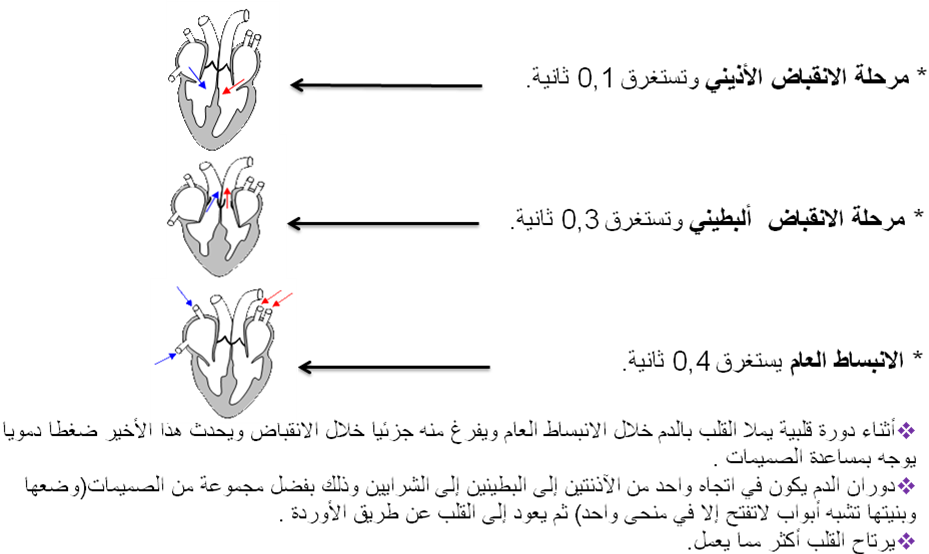 * مرحلة الانقباض الأذيني وتستغرق 0,1 ثانية.
* مرحلة الانقباض ألبطيني وتستغرق 0,3 ثانية.
* الانبساط العام يستغرق 0,4 ثانية.
❖أثناء دورة قلبية يملا القلب بالدم خلال الانبساط العام ويفرغ منه جزئيا خلال الانقباض ويحدث هذا الأخير ضغطا دمويا
يوجه بمساعدة الصميمات .
❖دوران الدم يكون في اتجاه واحد من الآذنتين إلى البطينين إلى الشرايين وذلك بفضل مجموعة من الصميمات(وضعها
وبنيتها تشبه أبواب لاتفتح إلا في منحى واحد) ثم يعود إلى القلب عن طريق الأوردة .
❖يرتاح القلب أكثر مما يعمل.